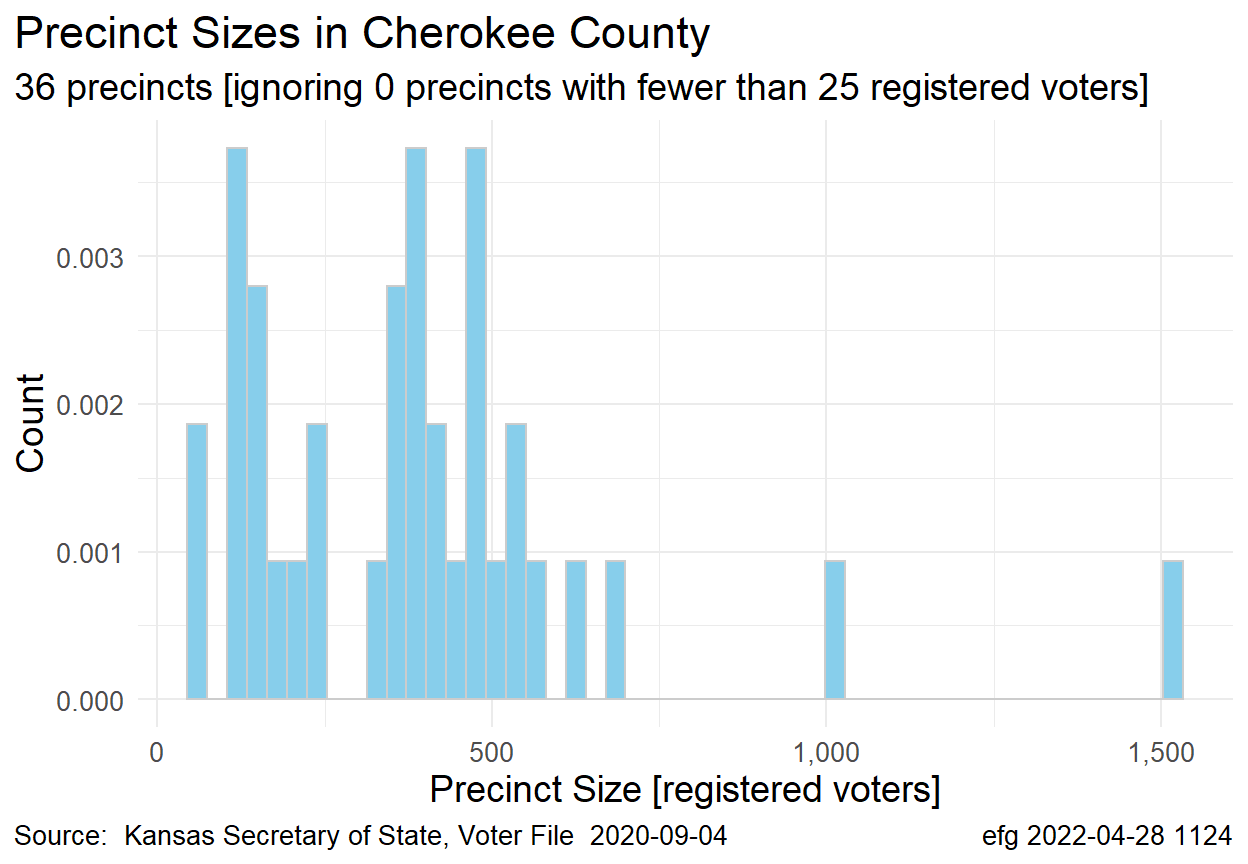 Precinct Sizes in Cherokee County
36 precincts [ignoring 0 precincts with fewer than 25 registered voters]
Count
0.003
0.002
0.001
0.000
0 500 1,000 1,500
Precinct Size [registered voters]
Source:  Kansas Secretary of State, Voter File  2020-09-04
efg 2022-04-28 1124